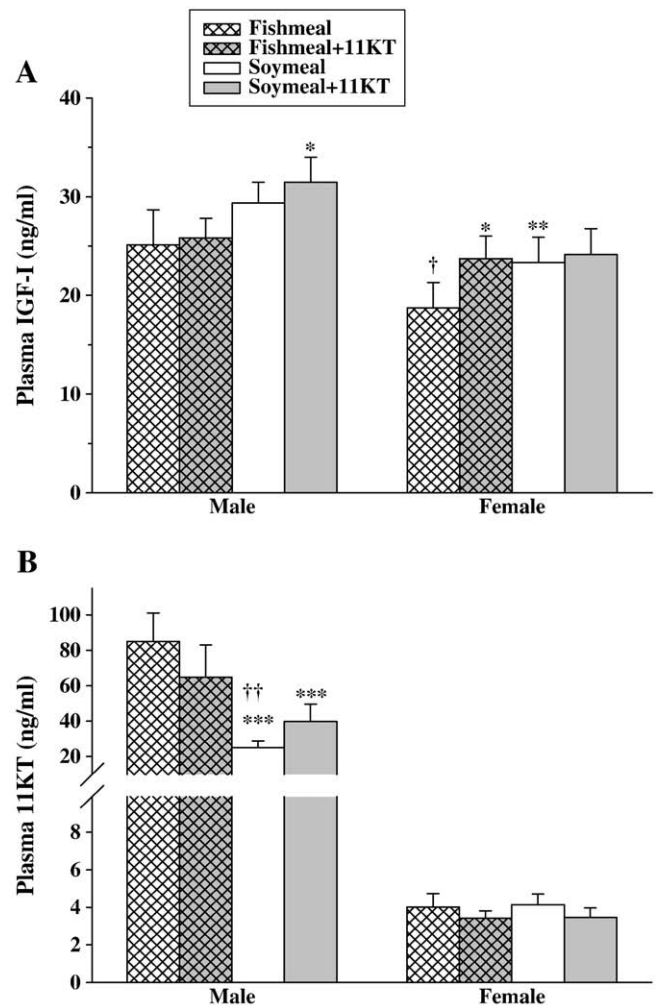 Fishmeal
Fishmeal+11KT
Soymeal
Soymeal+11KT
A
Plasma IGF-I (ng/ml)
40
30
20
10
0
*
†
*
**
Male
Female
B
Plasma 11KT (ng/ml)
100
80
60
40
20
8
6
4
2
0
††
***
***
Male
Female